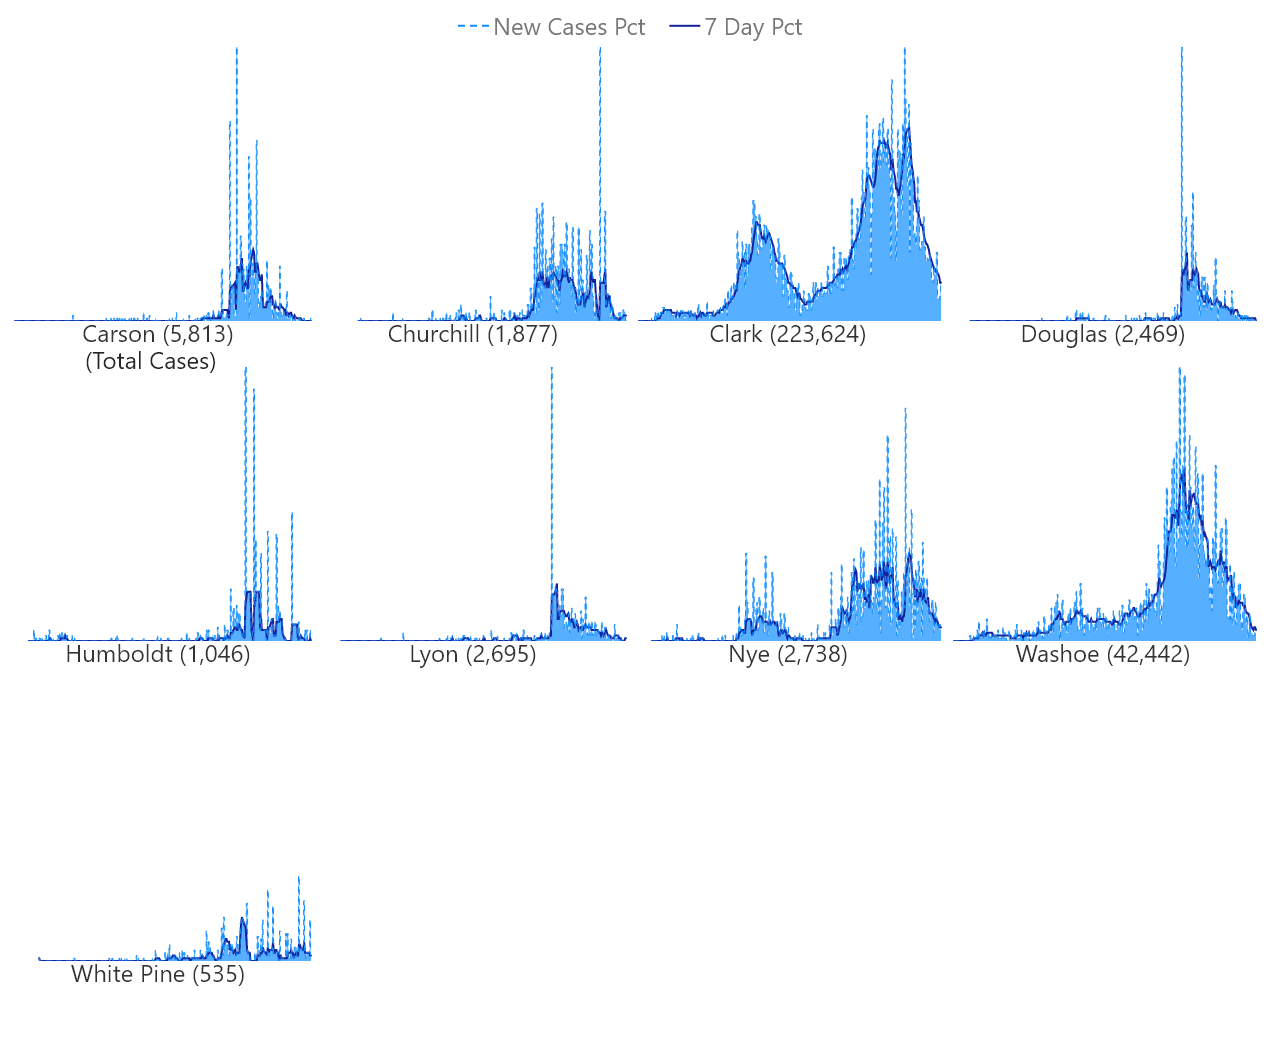 New Cases Pct 7 Day Pct
Carson (5,813) Churchill (1,877) Clark (223,624) Douglas (2,469)
(Total Cases)
Humboldt (1,046) Lyon (2,695) Nye (2,738) Washoe (42,442)
White Pine (535)